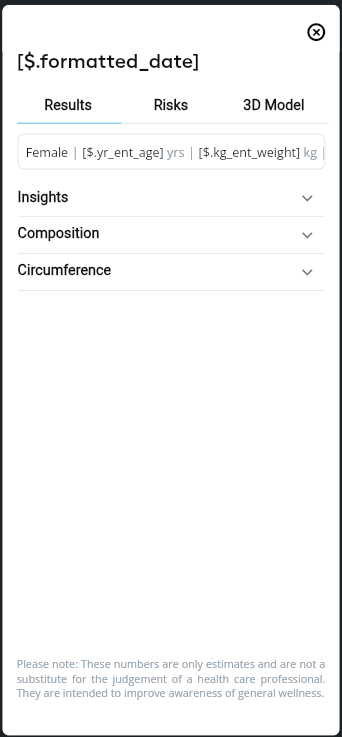 [$.formatted_date]
Results Risks 3D Model
Female | [$.yr_ent_age] yrs | [$.kg_ent_weight] kg |
Insights
Composition
Circumference
Please note: These numbers are only estimates and are not a
substitute for the judgement of a health care professional.
They are intended to improve awareness of general wellness.